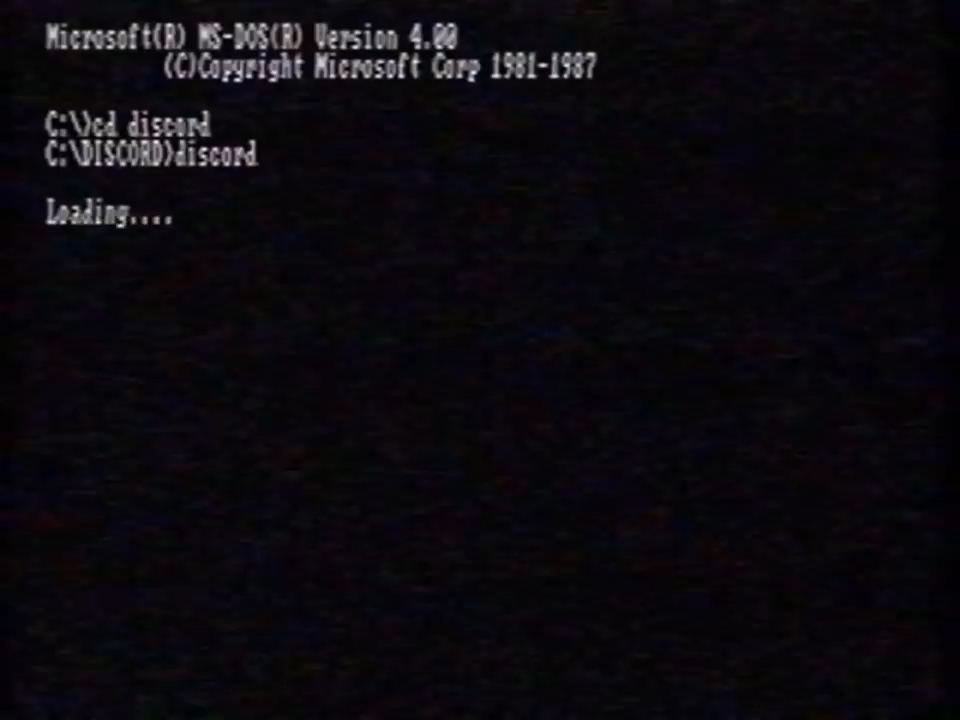 Microsoft(R) MS-DOS(R) Version 4.00
(C)Copyright Microsoft Corp 1981-1987
C:\>cd discord
C:\DISCORD>discord
Loading....